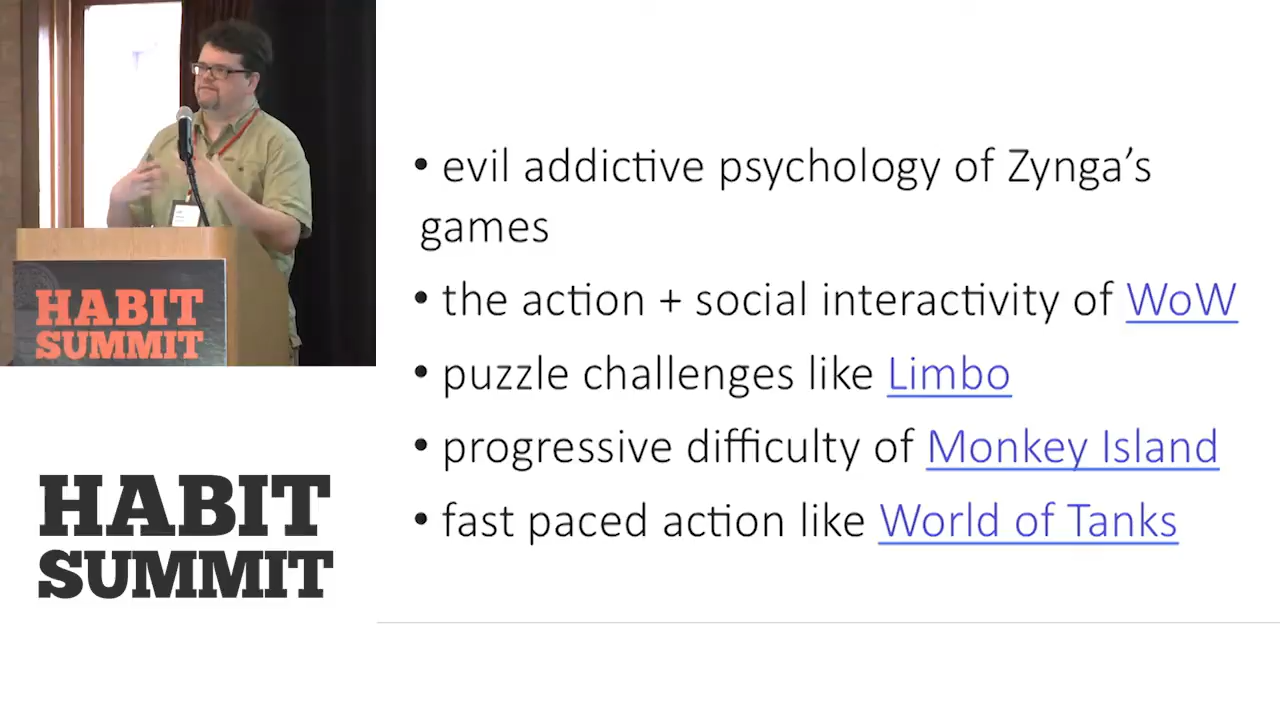 HABIT
SUMMIT
HABIT
SUMMIT
• evil addictive psychology of Zynga’s
games
• the action + social interactivity of WoW
• puzzle challenges like Limbo
• progressive difficulty of Monkey Island
• fast paced action like World of Tanks